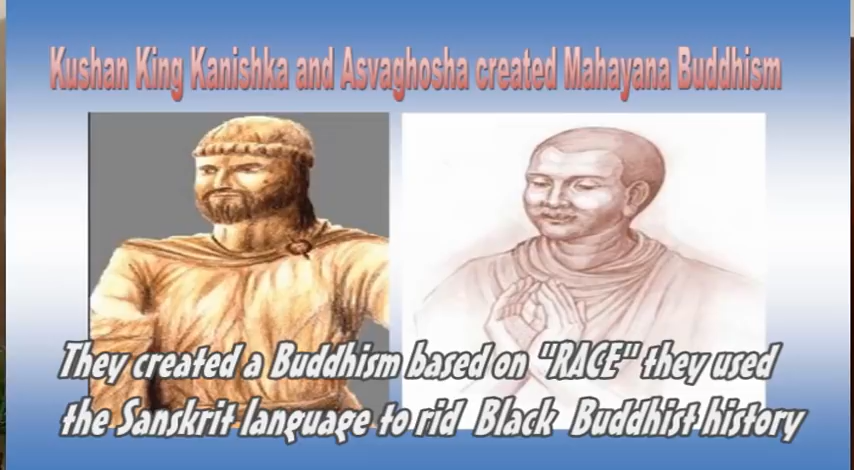 Kushan King Kanishka and Asvaghosha created Mahayana Buddhism
They created a Buddhism based on "RACE" they used
the Sanskrit language to rid Black Buddhist history